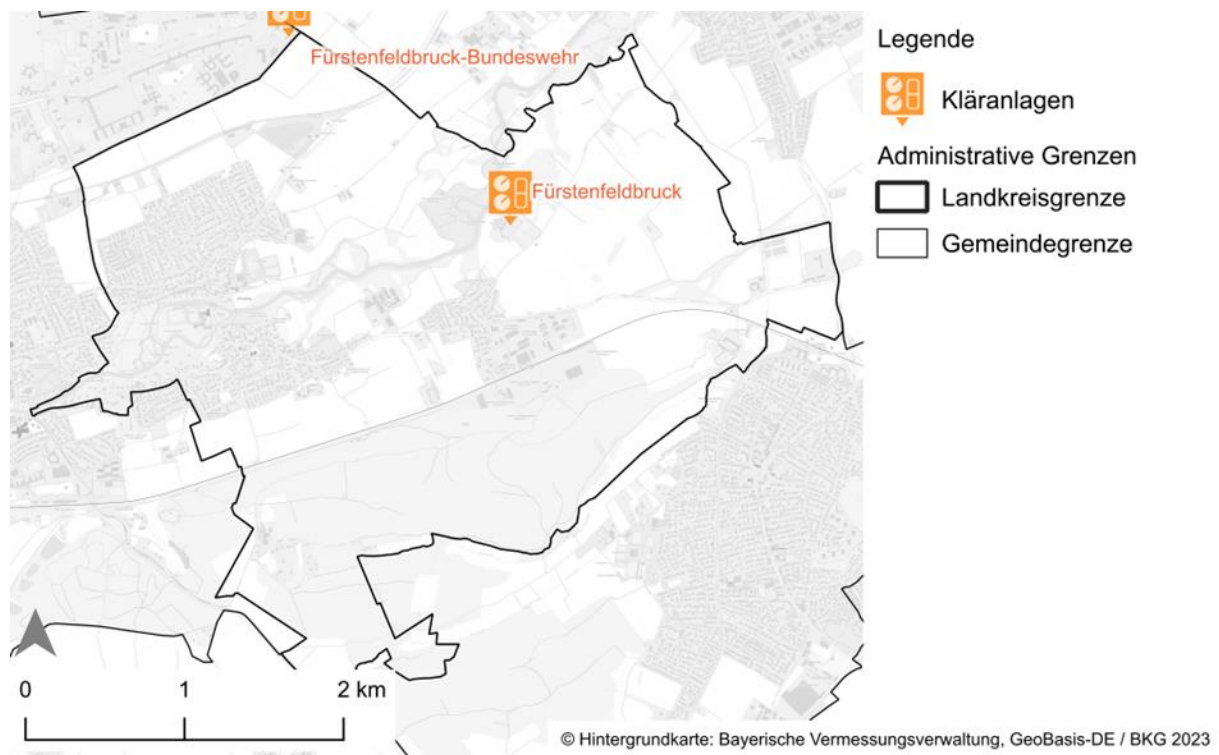 Fürstenfeldbruck-Bundeswehr
Fürstenfeldbruck
Legende
Kläranlagen
Administrative Grenzen
Landkreisgrenze
Gemeindegrenze
0 1 2 km
© Hintergrundkarte: Bayerische Vermessungsverwaltung, GeoBasis-DE / BKG 2023